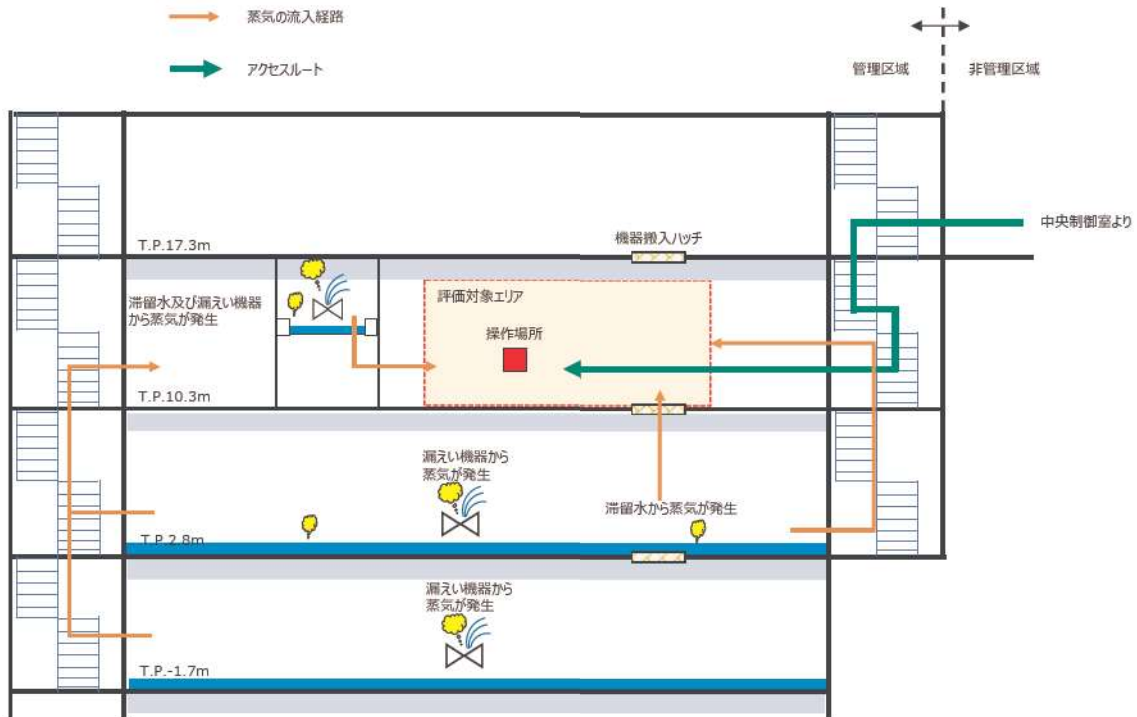 蒸気の流入経路
アクセスルート
管理区域
非管理区域
中央制御室より
T.P.17.3m
機器搬入ハッチ
滞留水及び漏えい機器
から蒸気が発生
評価対象エリア
操作場所
T.P.10.3m
漏えい機器から
蒸気が発生
滞留水から蒸気が発生
T.P.2.8m
漏えい機器から
蒸気が発生
T.P.-1.7m